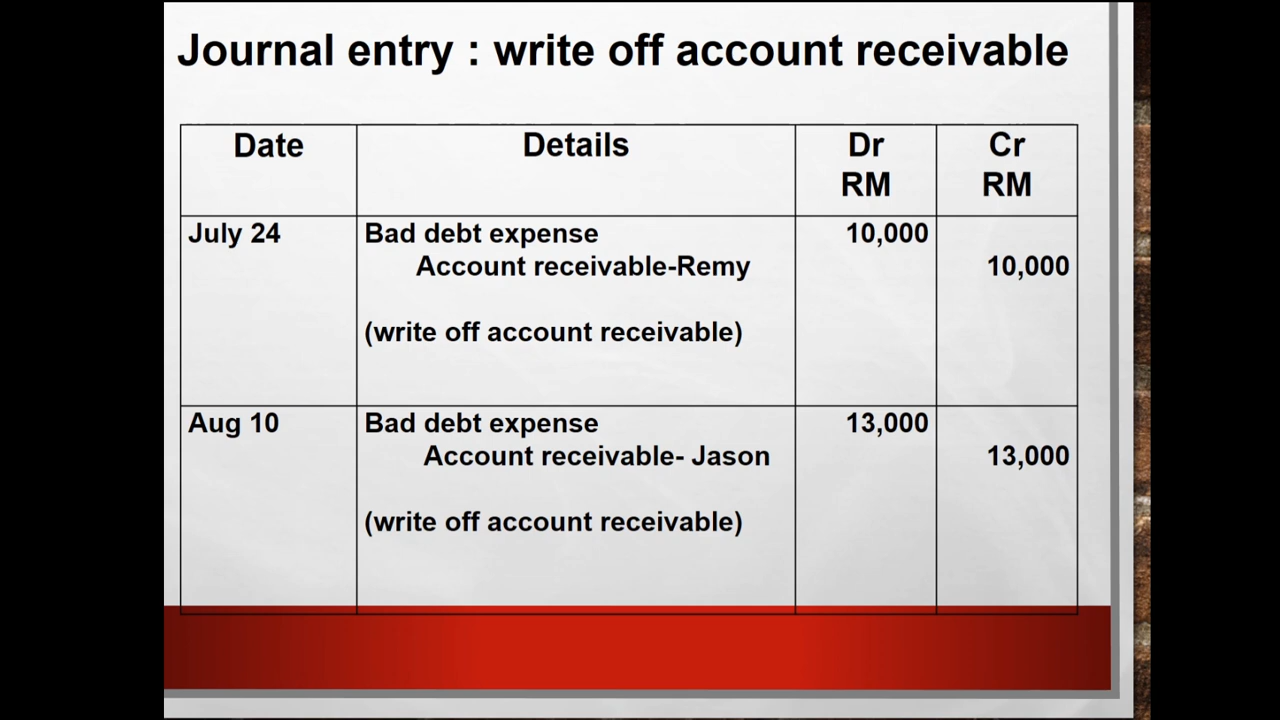 Journal entry : write off account receivable
Date Details Dr Cr
RM RM
July 24 Bad debt expense 10,000
Account receivable-Remy 10,000
(write off account receivable)
Aug 10 Bad debt expense 13,000
Account receivable- Jason 13,000
(write off account receivable)